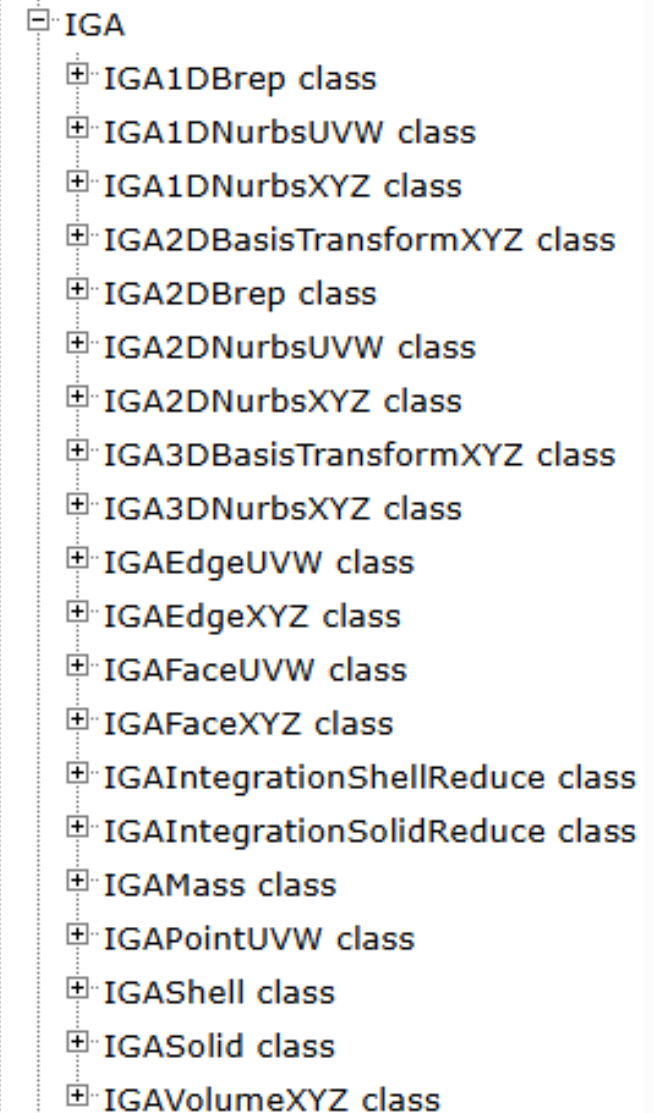 IGA
IGA1DBrep class
IGA1DNurbsUVW class
IGA1DNurbsXYZ class
IGA2DBasisTransformXYZ class
IGA2DBrep class
IGA2DNurbsUVW class
IGA2DNurbsXYZ class
IGA3DBasisTransformXYZ class
IGA3DNurbsXYZ class
IGAEdgeUVW class
IGAEdgeXYZ class
IGAFaceUVW class
IGAFaceXYZ class
IGAIntegrationShellReduce class
IGAIntegrationSolidReduce class
IGAMass class
IGAPointUVW class
IGAShell class
IGASolid class
IGAVolumeXYZ class